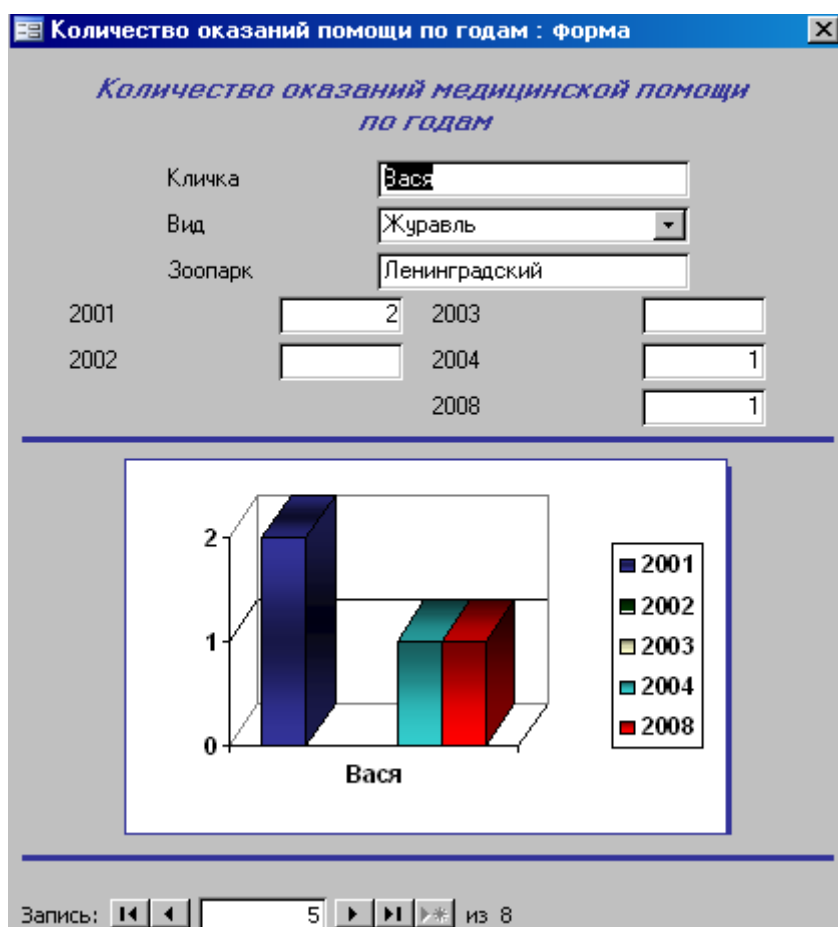 Количество оказаний помощи по годам : форма
Количество оказаний медицинской помощи
по годам
Кличка Вася
Вид Журавль
Зоопарк Ленинградский
2001 2 2003
2002 2004 1
2008 1
2
1
0
Вася
2001
2002
2003
2004
2008
Запись: 5 из 8